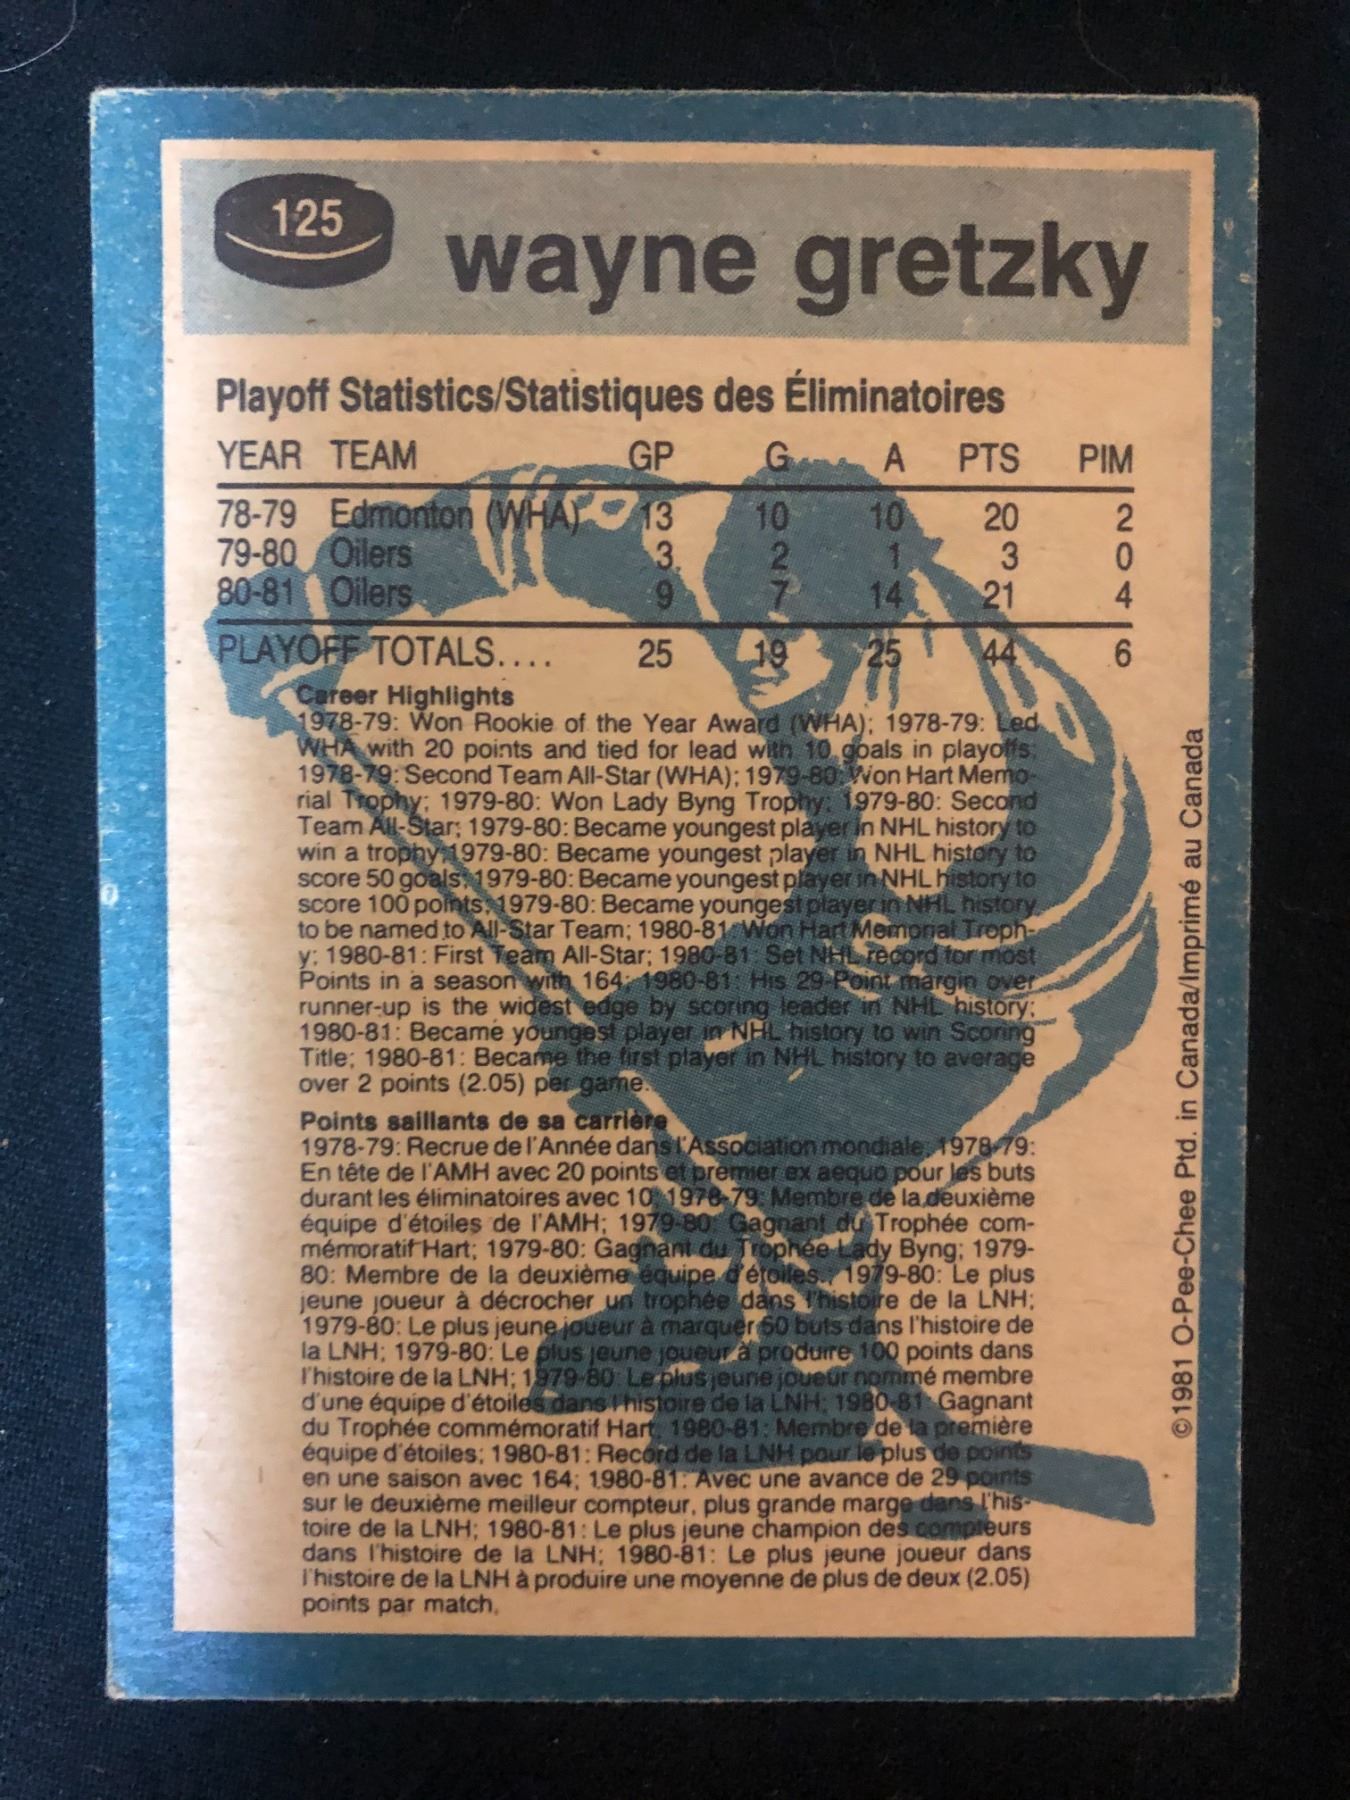 125
wayne gretzky
Playoff Statistics/Statistiques des Éliminatoires
YEAR TEAM GP G A PTS PIM
78-79 Edmonton (WHA) 13 10 10 20 2
79-80 Oilers 3 2 1 3 0
80-81 Oilers 9 7 14 21 4
PLAYOFF TOTALS.... 25 19 25 44 6
Career Highlights
1978-79: Won Rookie of the Year Award (WHA); 1978-79: Led
WHA with 20 points and tied for lead with 10 goals in playoffs;
1978-79: Second Team All-Star (WHA); 1979-80: Won Hart Memo-
rial Trophy; 1979-80: Won Lady Byng Trophy; 1979-80: Second
Team All-Star; 1979-80: Became youngest player in NHL history to
win a trophy; 1979-80: Became youngest player in NHL history to
score 50 goals; 1979-80: Became youngest player in NHL history to
score 100 points; 1979-80: Became youngest player in NHL history
to be named to All-Star Team; 1980-81: Won Hart Memorial Troph-
y; 1980-81: First Team All-Star; 1980-81: Set NHL record for most
Points in a season with 164; 1980-81: His 29-Point margin over
runner-up is the widest edge by scoring leader in NHL history;
1980-81: Became youngest player in NHL history to win Scoring
Title; 1980-81: Became the first player in NHL history to average
over 2 points (2.05) per game.
Points saillants de sa carrière
1978-79: Recrue de l'Année dans l'Association mondiale, 1978-79:
En tête de l'AMH avec 20 points et premier ex aequo pour les buts
durant les éliminatoires avec 10; 1978-79: Membre de la deuxième
équipe d'étoiles de l'AMH; 1979-80: Gagnant du Trophée com-
mémoratif Hart; 1979-80: Gagnant du Trophée Lady Byng; 1979-
80: Membre de la deuxième équipe d'étoiles., 1979-80: Le plus
jeune joueur à décrocher un trophée dans l'histoire de la LNH;
1979-80: Le plus jeune joueur à marquer 50 buts dans l'histoire de
la LNH; 1979-80: Le plus jeune joueur à produire 100 points dans
l'histoire de la LNH; 1979-80: Le plus jeune joueur nommé membre
d'une équipe d'étoiles dans l'histoire de la LNH; 1980-81: Gagnant
du Trophée commémoratif Hart; 1980-81: Membre de la première
équipe d'étoiles; 1980-81: Record de la LNH pour le plus de points
en une saison avec 164; 1980-81: Avec une avance de 29 points
sur le deuxième meilleur compteur, plus grande marge dans l'his-
toire de la LNH; 1980-81: Le plus jeune champion des compteurs
dans l'histoire de la LNH; 1980-81: Le plus jeune joueur dans
l'histoire de la LNH à produire une moyenne de plus de deux (2.05)
points par match.
©1981 O-Pee-Chee Ptd. in Canada/Imprimé au Canada